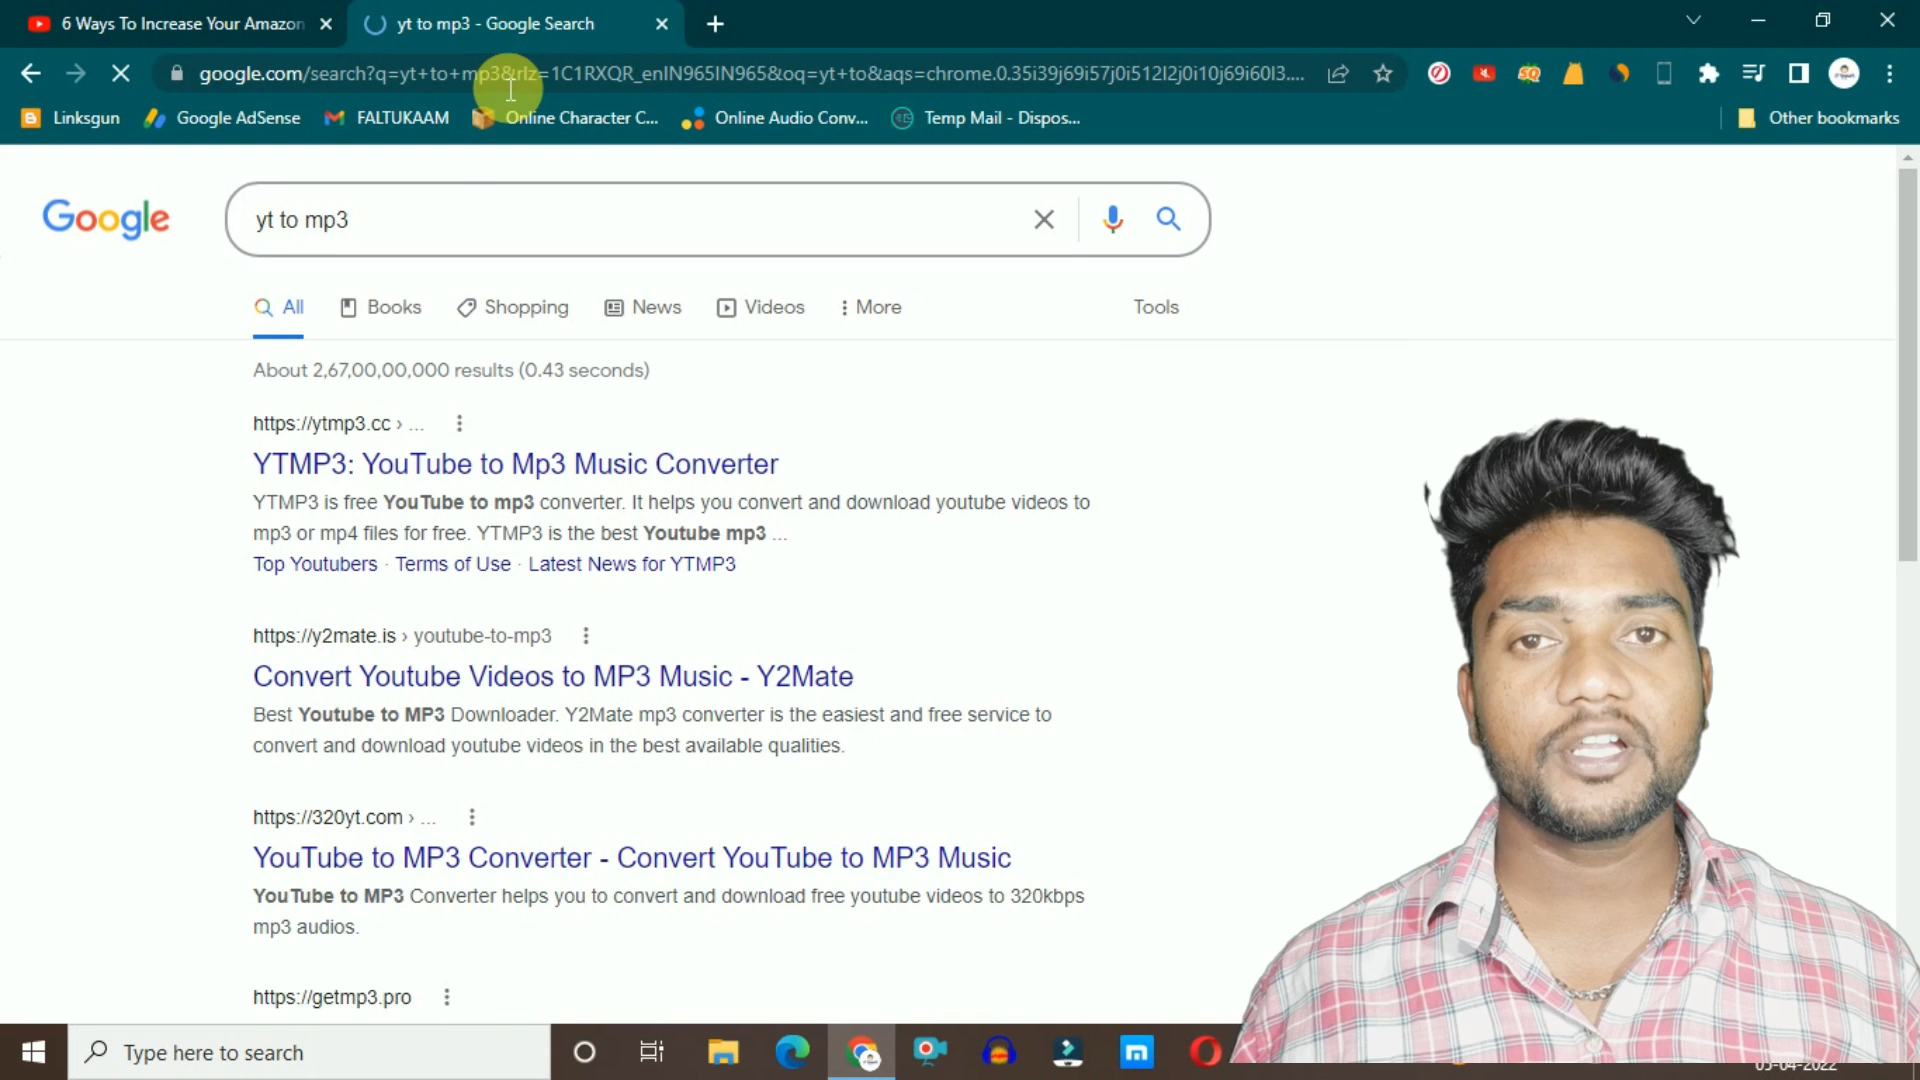 6 Ways To Increase Your Amazon
yt to mp3 - Google Search
google.com/search?q=yt+to+mp3&rlz=1C1RXQR_enIN965IN965&oq=yt+to&aqs=chrome.0.35i39j69i57j0i512l2j0i10j69i60l3....
Linksgun
Google AdSense
FALTUKAAM
Online Character C...
Online Audio Conv...
Temp Mail - Dispos...
Other bookmarks
Google
yt to mp3
All
Books
Shopping
News
Videos
More
Tools
About 2,67,00,00,000 results (0.43 seconds)
https://ytmp3.cc › ...
YTMP3: YouTube to Mp3 Music Converter
YTMP3 is free YouTube to mp3 converter. It helps you convert and download youtube videos to
mp3 or mp4 files for free. YTMP3 is the best Youtube mp3 ...
Top Youtubers · Terms of Use · Latest News for YTMP3
https://y2mate.is › youtube-to-mp3
Convert Youtube Videos to MP3 Music - Y2Mate
Best Youtube to MP3 Downloader. Y2Mate mp3 converter is the easiest and free service to
convert and download youtube videos in the best available qualities.
https://320yt.com › ...
YouTube to MP3 Converter - Convert YouTube to MP3 Music
YouTube to MP3 Converter helps you to convert and download free youtube videos to 320kbps
mp3 audios.
https://getmp3.pro
Type here to search
05-04-2022